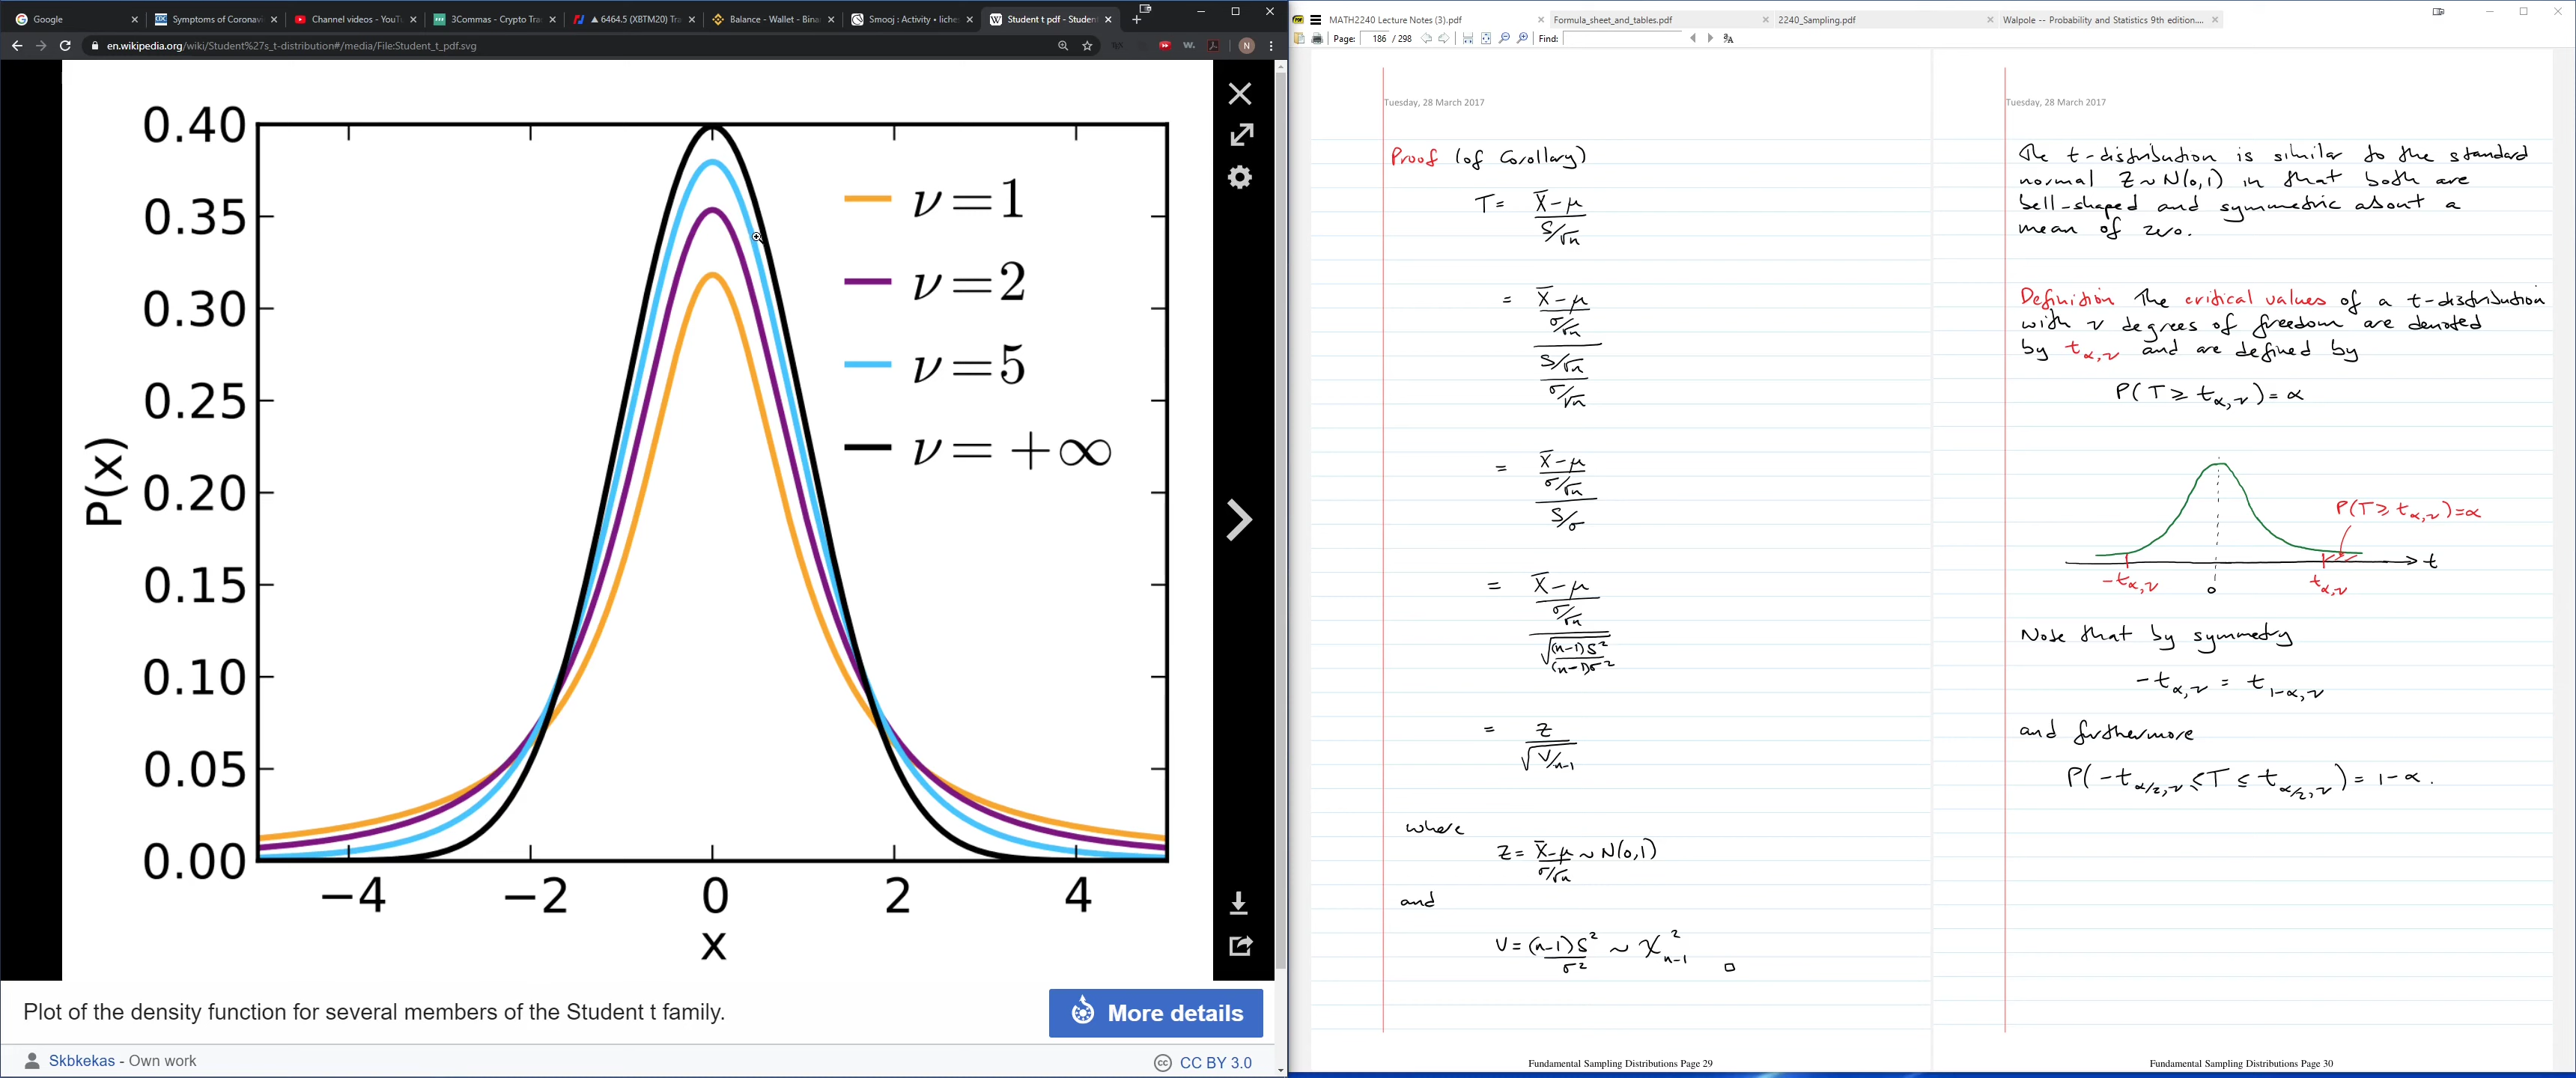 Google
Symptoms of Coronavi
Channel videos - YouTu
3Commas - Crypto Tra
▲ 6464.5 (XBTM20) Tra
Balance - Wallet - Bina
Smooj : Activity • liche
Student t pdf - Studen
en.wikipedia.org/wiki/Student%27s_t-distribution#/media/File:Student_t_pdf.svg
0.40
0.35
0.30
0.25
0.20
0.15
0.10
0.05
0.00
P(x)
−4 −2 0 2 4
x
ν=1
ν=2
ν=5
ν=+∞
Plot of the density function for several members of the Student t family.
More details
Skbkekas - Own work
CC BY 3.0
MATH2240 Lecture Notes (3).pdf
Formula_sheet_and_tables.pdf
2240_Sampling.pdf
Walpole -- Probability and Statistics 9th edition....
Page: 186 / 298 Find:
Tuesday, 28 March 2017
Proof (of Corollary)
T = X̄-μ / S/√n
= X̄-μ / σ/√n / S/√n / σ/√n
= X̄-μ / σ/√n / S/σ
= X̄-μ / σ/√n / √(n-1)S² / (n-1)σ²
= Z / √V/n-1
where
Z = X̄-μ / σ/√n ~ N(0,1)
and
V = (n-1)S² / σ² ~ χ²n-1 □
Fundamental Sampling Distributions Page 29
Tuesday, 28 March 2017
The t-distribution is similar to the standard
normal Z~N(0,1) in that both are
bell-shaped and symmetric about a
mean of zero.
Definition The critical values of a t-distribution
with ν degrees of freedom are denoted
by tα,ν and are defined by
P(T ≥ tα,ν) = α
P(T ≥ tα,ν) = α
t
-tα,ν 0 tα,ν
Note that by symmetry
-tα,ν = t1-α,ν
and furthermore
P(-tα/2,ν ≤ T ≤ tα/2,ν) = 1-α.
Fundamental Sampling Distributions Page 30